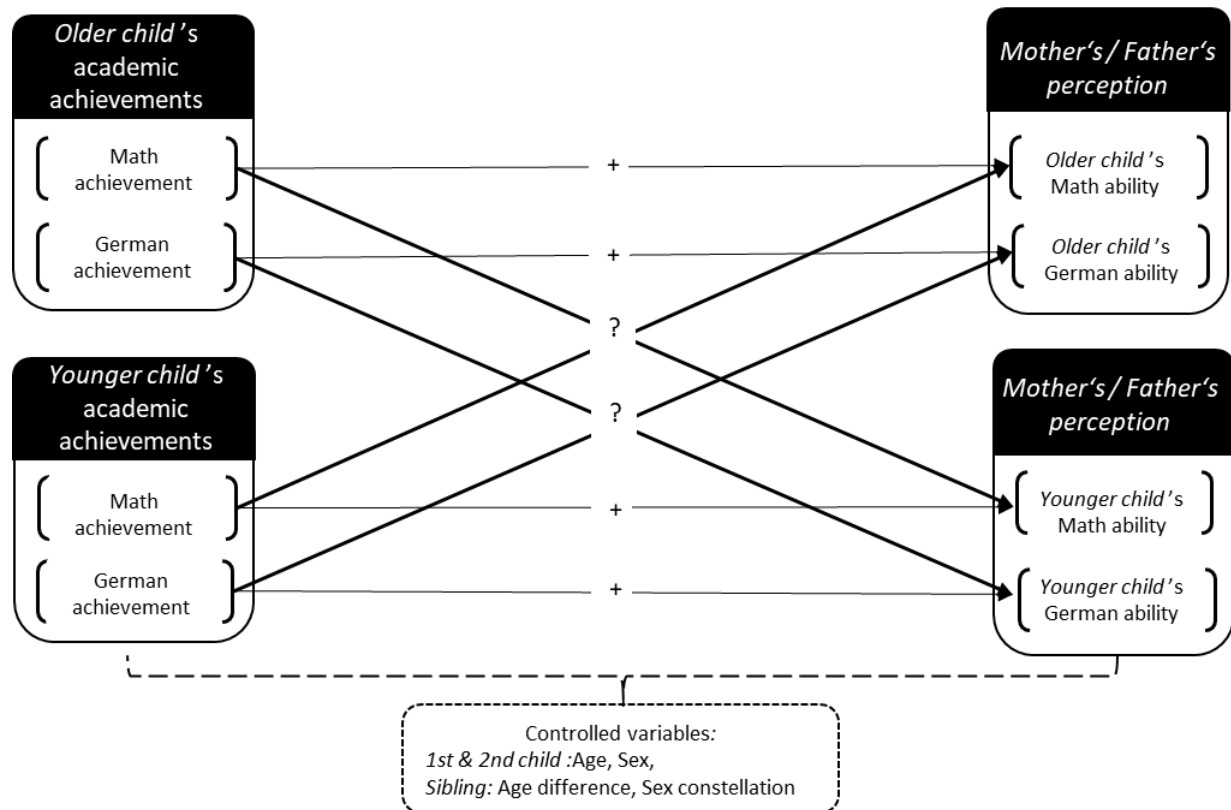 Older child 's
academic
achievements
Math
achievement
German
achievement
Younger child 's
academic
achievements
Math
achievement
German
achievement
+
+
?
?
+
+
Mother‘s / Father‘s
perception
Older child 's
Math ability
Older child 's
German ability
Mother‘s / Father‘s
perception
Younger child 's
Math ability
Younger child 's
German ability
Controlled variables:
1st & 2nd child :Age, Sex,
Sibling: Age difference, Sex constellation